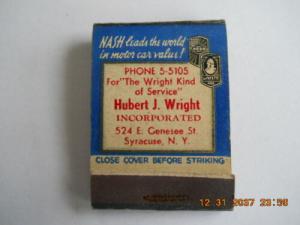 NASH leads the world
in motor car value!
PHONE 5-5105
For "The Wright Kind
of Service"
Hubert J. Wright
INCORPORATED
524 E. Genesee St.
Syracuse, N. Y.
CLOSE COVER BEFORE STRIKING
12 31 2037 23:58